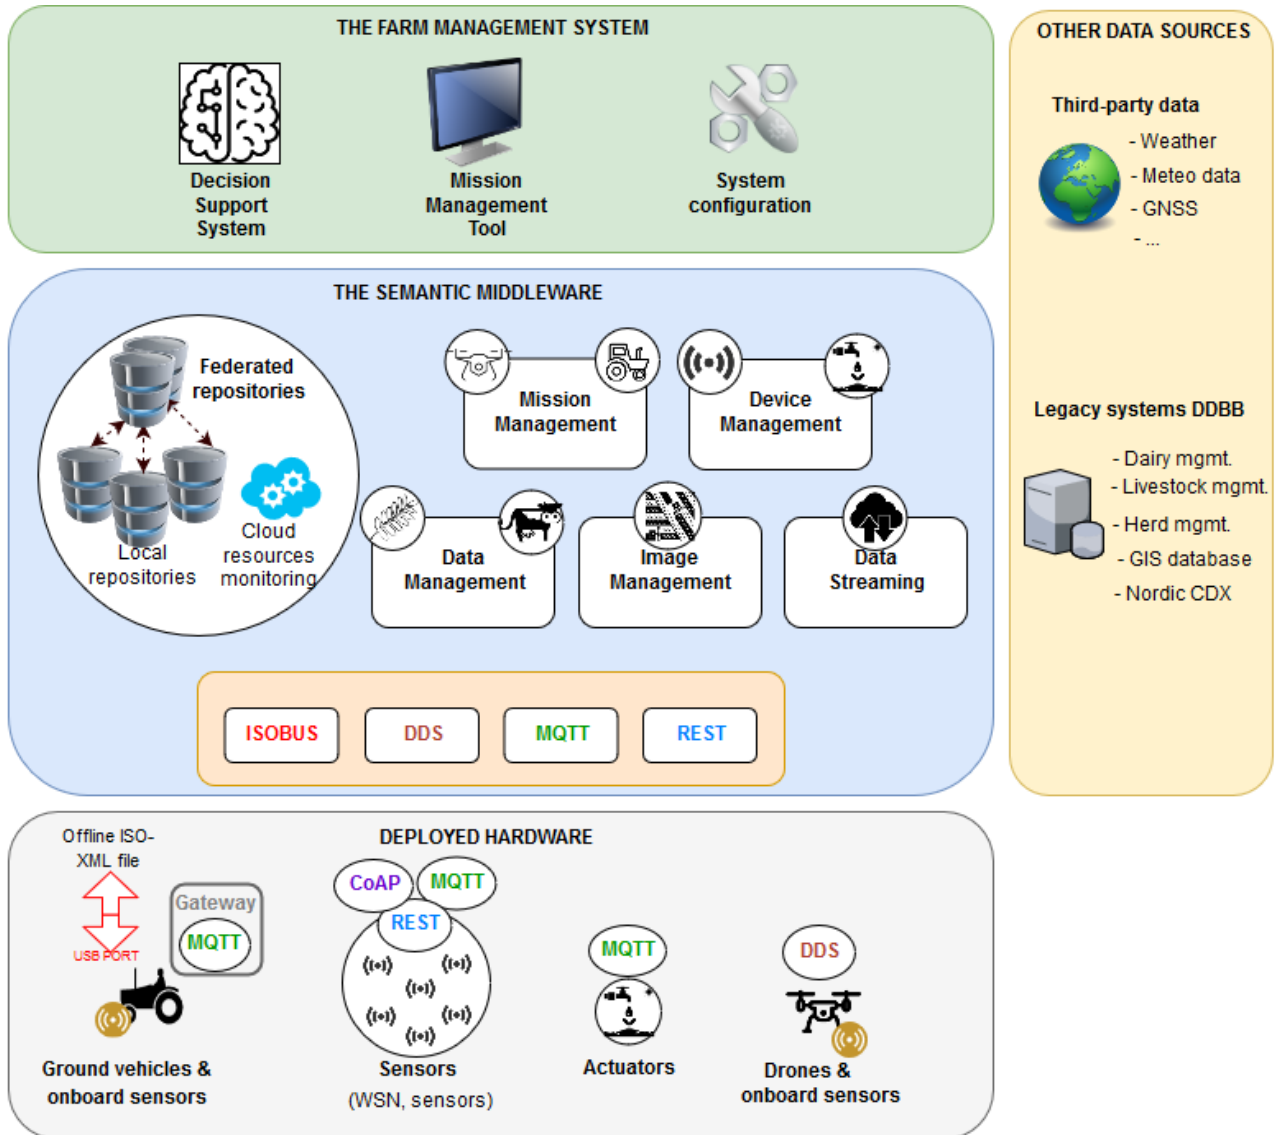 THE FARM MANAGEMENT SYSTEM
Decision
Support
System
Mission
Management
Tool
System
configuration
OTHER DATA SOURCES
Third-party data
- Weather
- Meteo data
- GNSS
- ...
Legacy systems DDBB
- Dairy mgmt.
- Livestock mgmt.
- Herd mgmt.
- GIS database
- Nordic CDX
THE SEMANTIC MIDDLEWARE
Federated
repositories
Local
repositories
Cloud
resources
monitoring
Mission
Management
Device
Management
Data
Management
Image
Management
Data
Streaming
ISOBUS
DDS
MQTT
REST
DEPLOYED HARDWARE
Offline ISO-
XML file
USB PORT
Gateway
MQTT
Ground vehicles &
onboard sensors
CoAP
MQTT
REST
Sensors
(WSN, sensors)
MQTT
Actuators
DDS
Drones &
onboard sensors